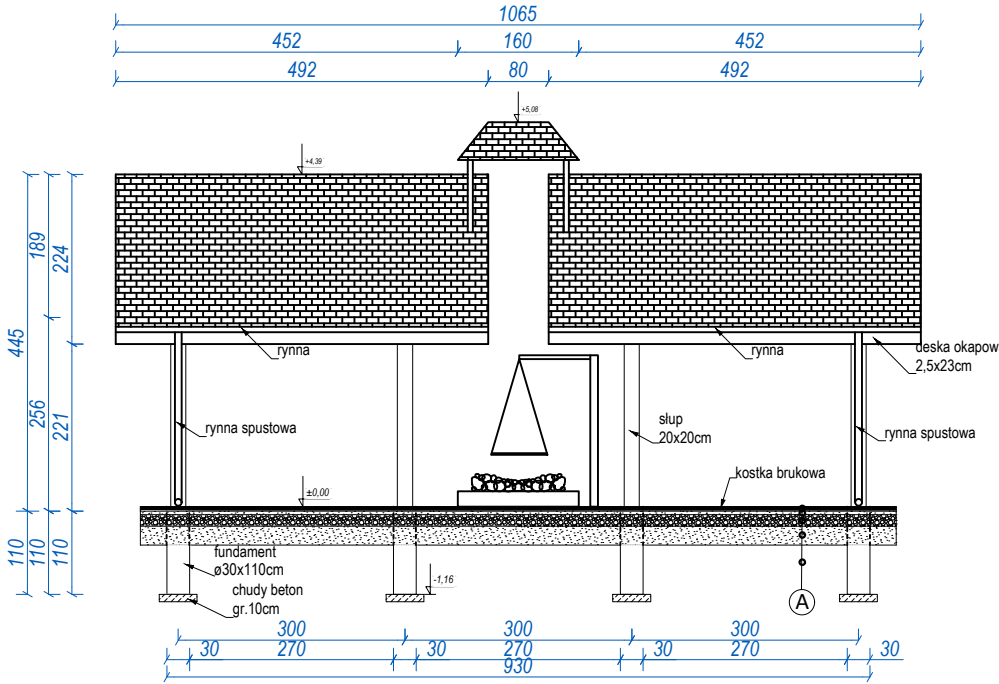 1065
452 160 452
492 80 492
+5,08
+4,39
189
224
445
256
221
rynna
rynna
deska okapow
2,5x23cm
rynna spustowa
słup
20x20cm
rynna spustowa
kostka brukowa
±0,00
110
110
110
fundament
ø30x110cm
chudy beton
gr.10cm
-1,16
A
300 300 300
30 270 30 270 30 270 30
930